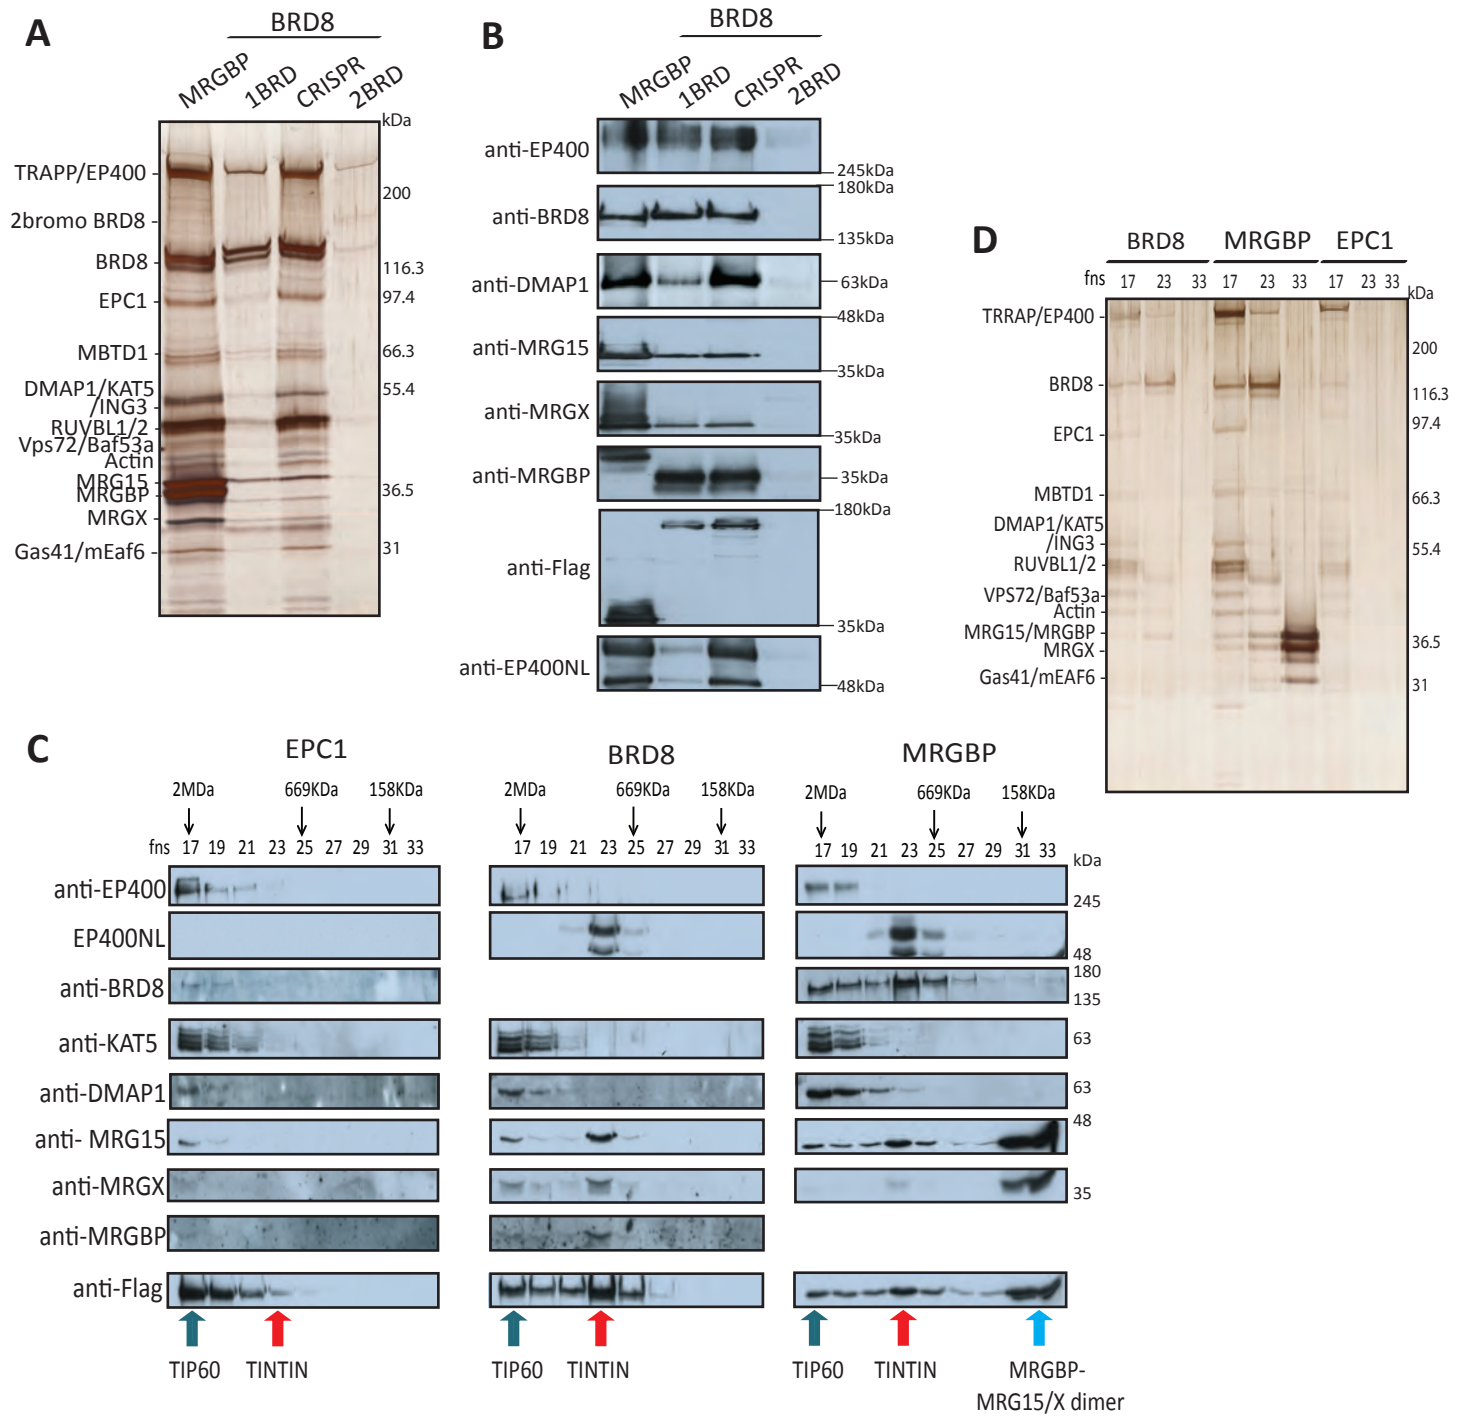 A
BRD8
MRGBP
1BRD
CRISPR
2BRD
kDa
TRAPP/EP400
200
2bromo BRD8
BRD8
116.3
EPC1
97.4
MBTD1
66.3
DMAP1/KAT5
/ING3
55.4
RUVBL1/2
Vps72/Baf53a
Actin
MRG15
MRGBP
36.5
MRGX
Gas41/mEaf6
31
B
BRD8
MRGBP
1BRD
CRISPR
2BRD
anti-EP400
245kDa
180kDa
anti-BRD8
135kDa
anti-DMAP1
63kDa
48kDa
anti-MRG15
35kDa
anti-MRGX
35kDa
anti-MRGBP
35kDa
180kDa
anti-Flag
35kDa
anti-EP400NL
48kDa
D
BRD8 MRGBP EPC1
fns 17 23 33 17 23 33 17 23 33
kDa
TRRAP/EP400
200
BRD8
116.3
97.4
EPC1
MBTD1
66.3
DMAP1/KAT5
/ING3
55.4
RUVBL1/2
VPS72/Baf53a
Actin
MRG15/MRGBP
36.5
MRGX
Gas41/mEAF6
31
C
EPC1 BRD8 MRGBP
2MDa 669KDa 158KDa 2MDa 669KDa 158KDa 2MDa 669KDa 158KDa
fns 17 19 21 23 25 27 29 31 33 17 19 21 23 25 27 29 31 33 17 19 21 23 25 27 29 31 33
kDa
anti-EP400
245
EP400NL
48
180
anti-BRD8
135
anti-KAT5
63
anti-DMAP1
63
48
anti- MRG15
anti-MRGX
35
anti-MRGBP
anti-Flag
TIP60 TINTIN TIP60 TINTIN TIP60 TINTIN MRGBP-
MRG15/X dimer